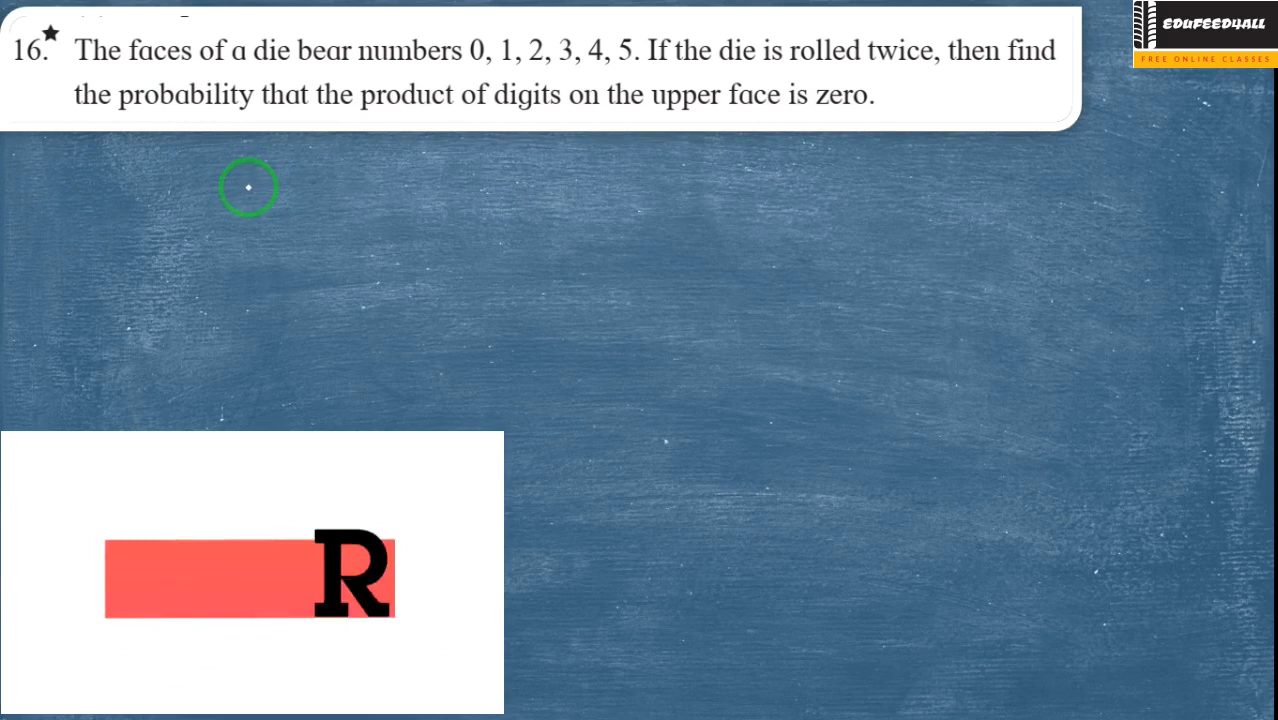 16.★ The faces of a die bear numbers 0, 1, 2, 3, 4, 5. If the die is rolled twice, then find
the probability that the product of digits on the upper face is zero.
EDUFEED4ALL
FREE ONLINE CLASSES
R